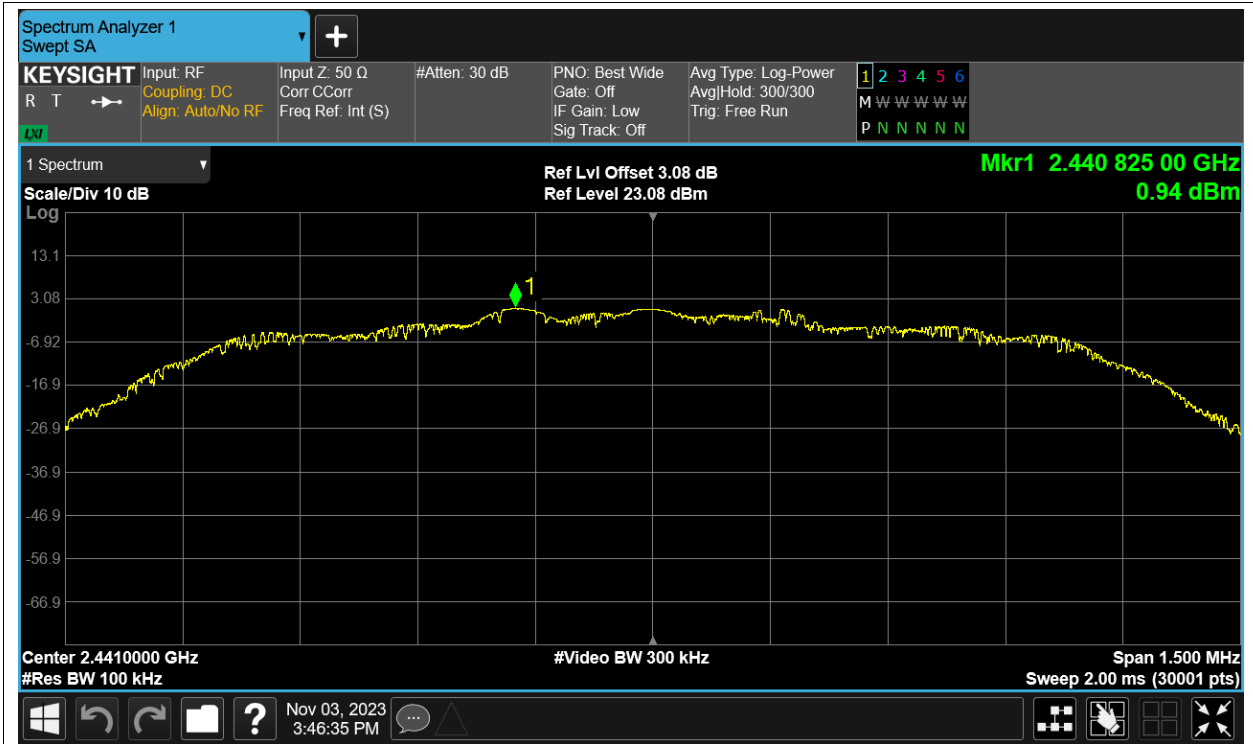 Spectrum Analyzer 1
Swept SA
KEYSIGHT
R T
LXI
Input: RF
Coupling: DC
Align: Auto/No RF
Input Z: 50 Ω
Corr CCorr
Freq Ref: Int (S)
#Atten: 30 dB
PNO: Best Wide
Gate: Off
IF Gain: Low
Sig Track: Off
Avg Type: Log-Power
Avg|Hold: 300/300
Trig: Free Run
1 2 3 4 5 6
M W W W W W W
P N N N N N
1 Spectrum
Scale/Div 10 dB
Log
Ref Lvl Offset 3.08 dB
Ref Level 23.08 dBm
Mkr1 2.440 825 00 GHz
0.94 dBm
13.1
3.08
-6.92
-16.9
-26.9
-36.9
-46.9
-56.9
-66.9
1
Center 2.4410000 GHz
#Res BW 100 kHz
#Video BW 300 kHz
Span 1.500 MHz
Sweep 2.00 ms (30001 pts)
?
Nov 03, 2023
3:46:35 PM